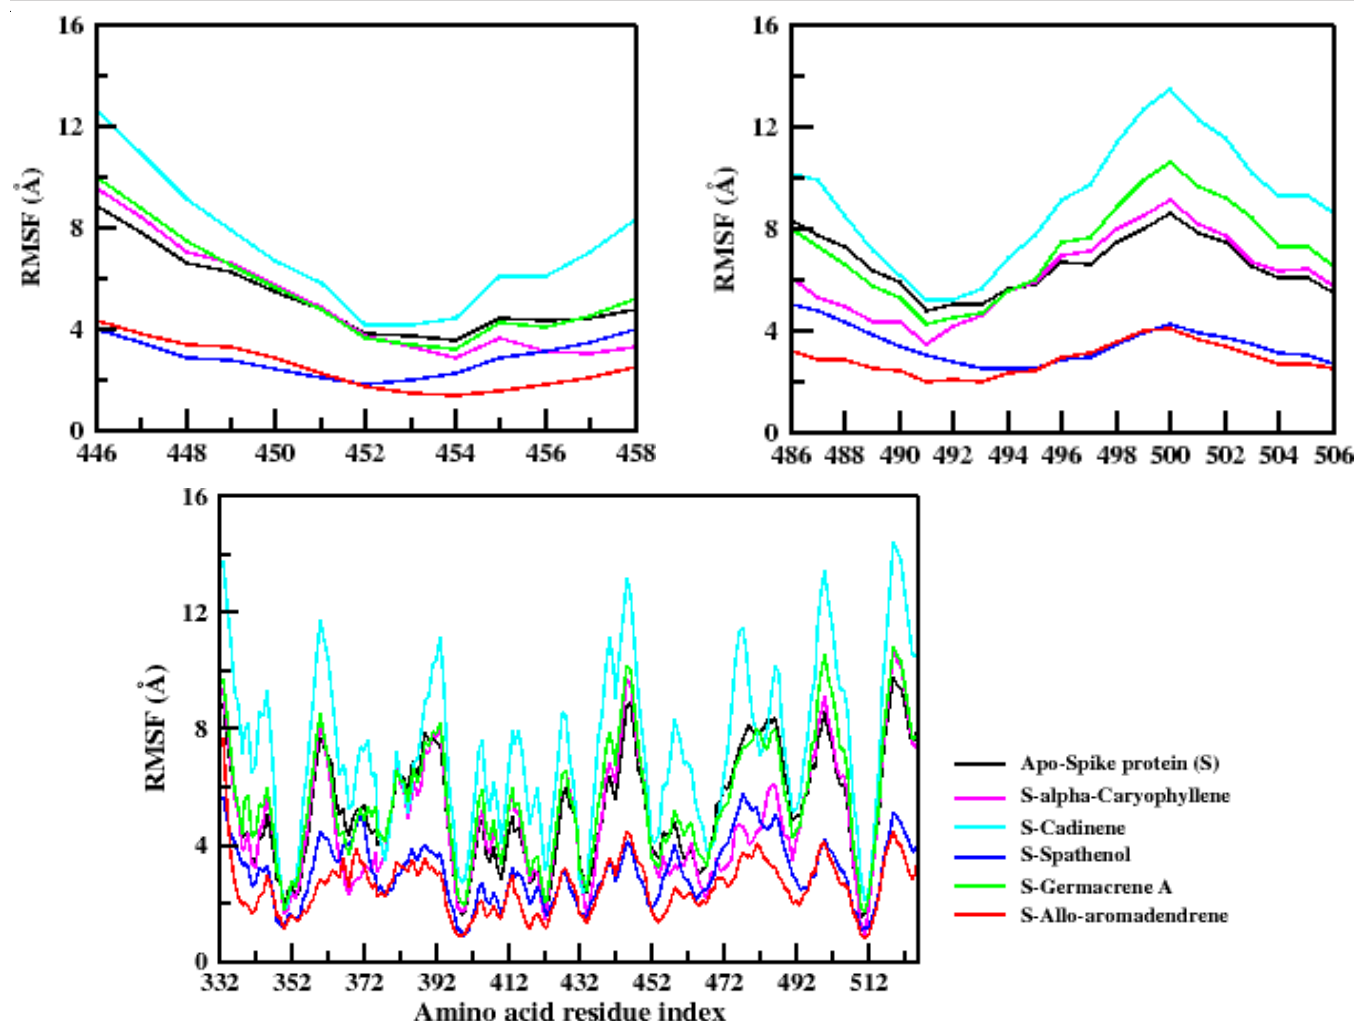 16
12
8
4
0
RMSF (Å)
446 448 450 452 454 456 458
16
12
8
4
0
RMSF (Å)
486 488 490 492 494 496 498 500 502 504 506
16
12
8
4
0
RMSF (Å)
332 352 372 392 412 432 452 472 492 512
Amino acid residue index
Apo-Spike protein (S)
S-alpha-Caryophyllene
S-Cadinene
S-Spathenol
S-Germacrene A
S-Allo-aromadendrene